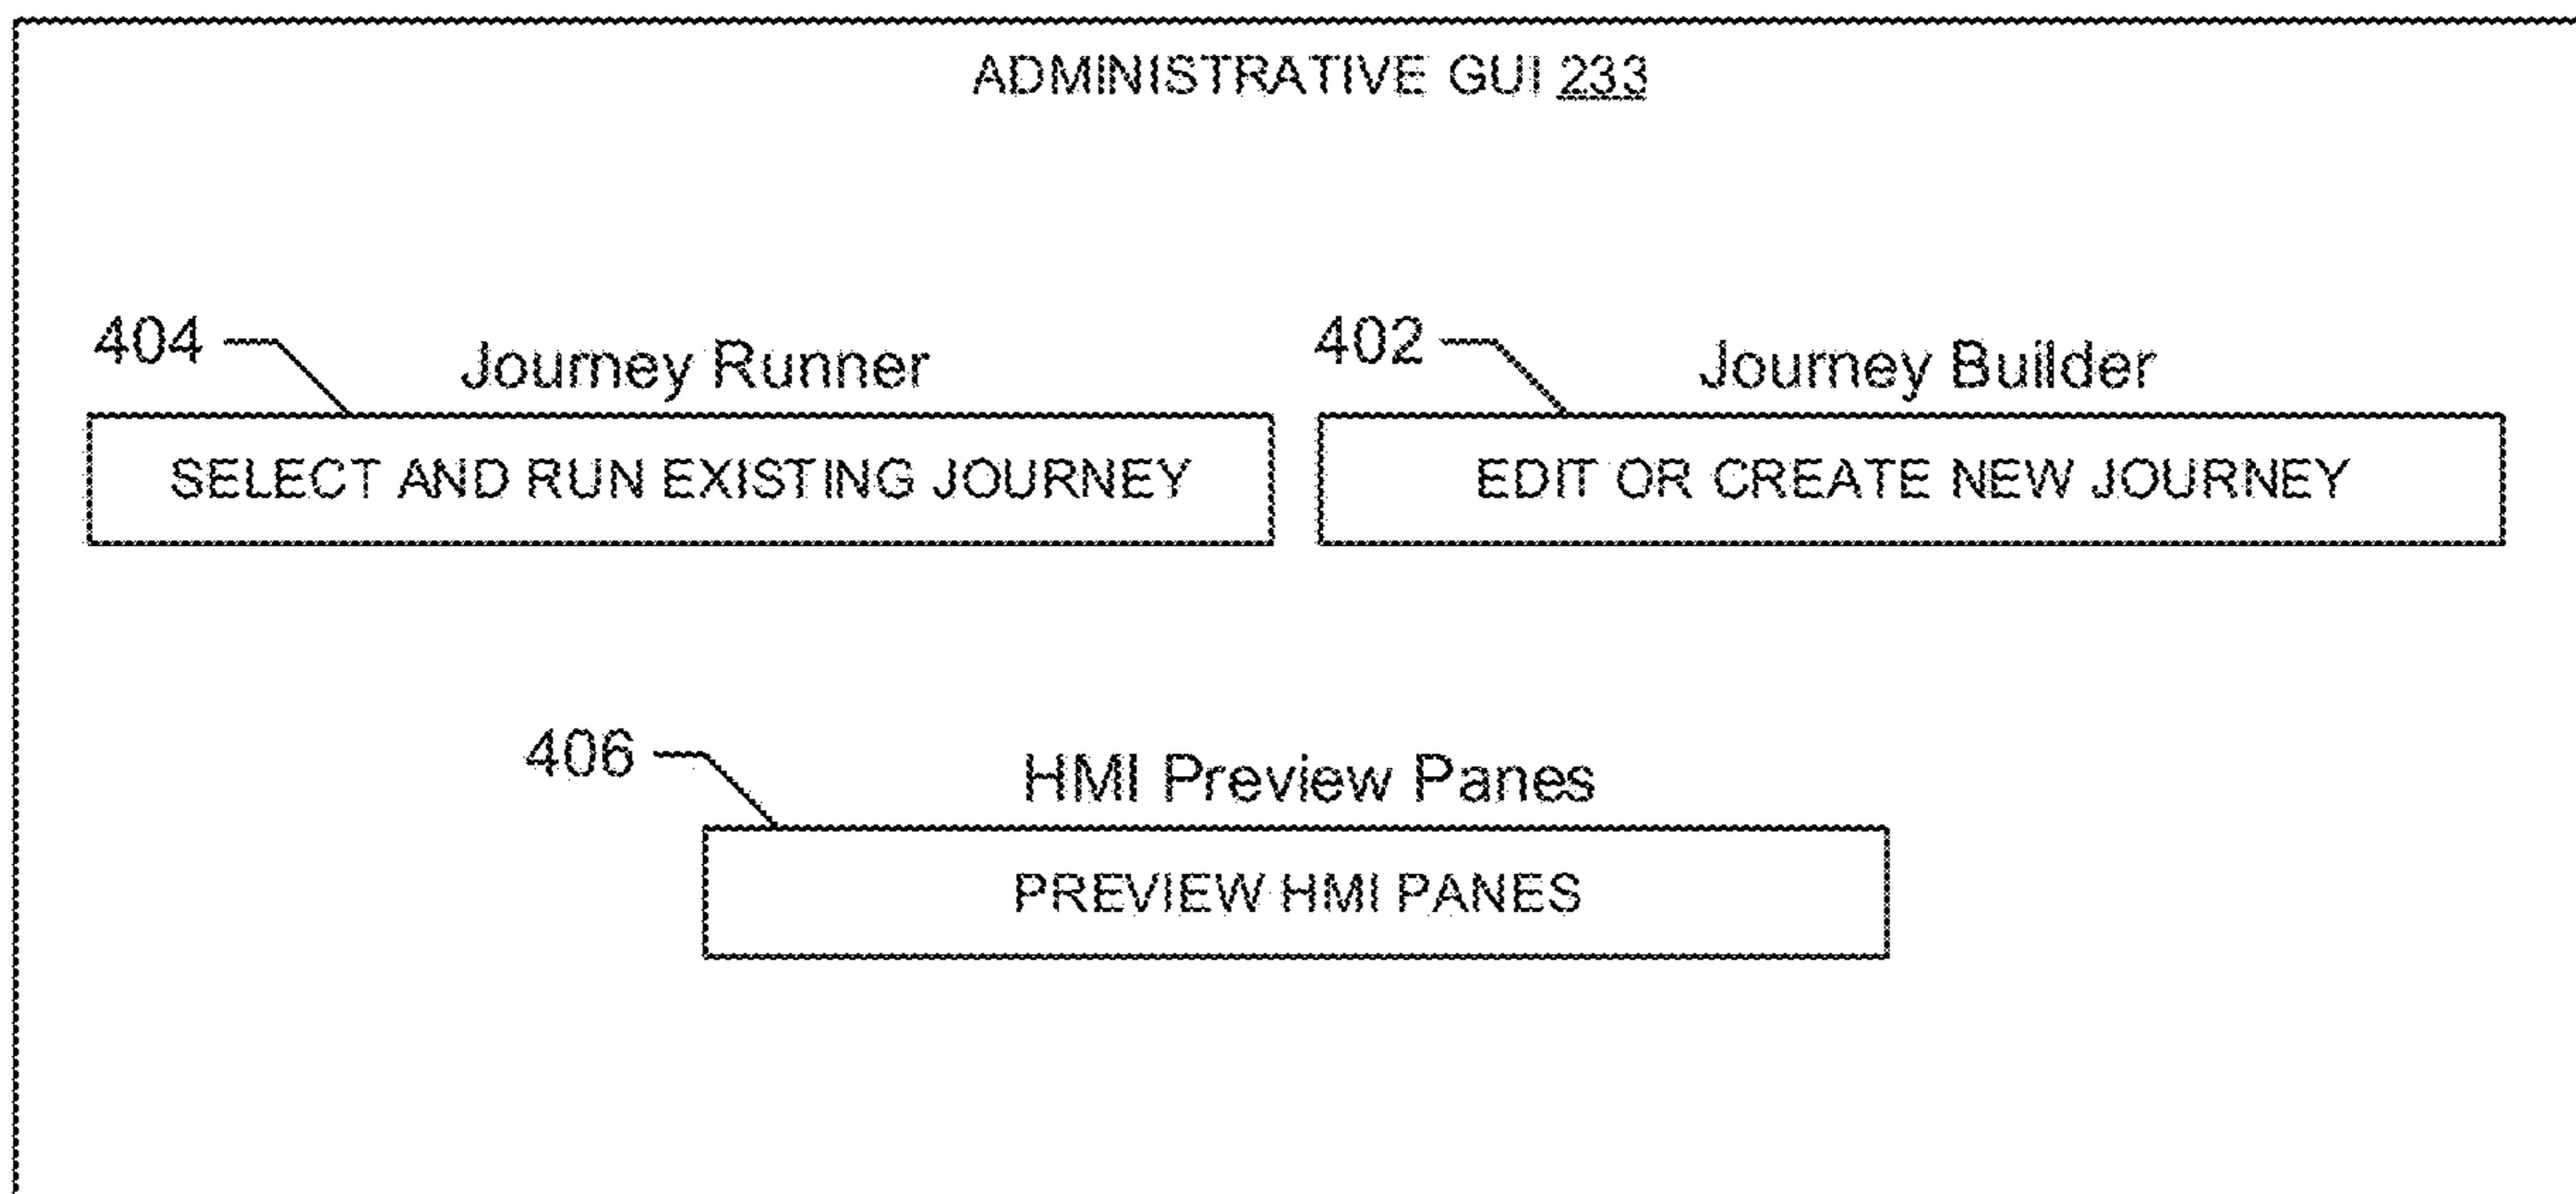 ADMINISTRATIVE GUI 233
404
Journey Runner
402
Journey Builder
SELECT AND RUN EXISTING JOURNEY
EDIT OR CREATE NEW JOURNEY
406
HMI Preview Panes
PREVIEW HMI PANES